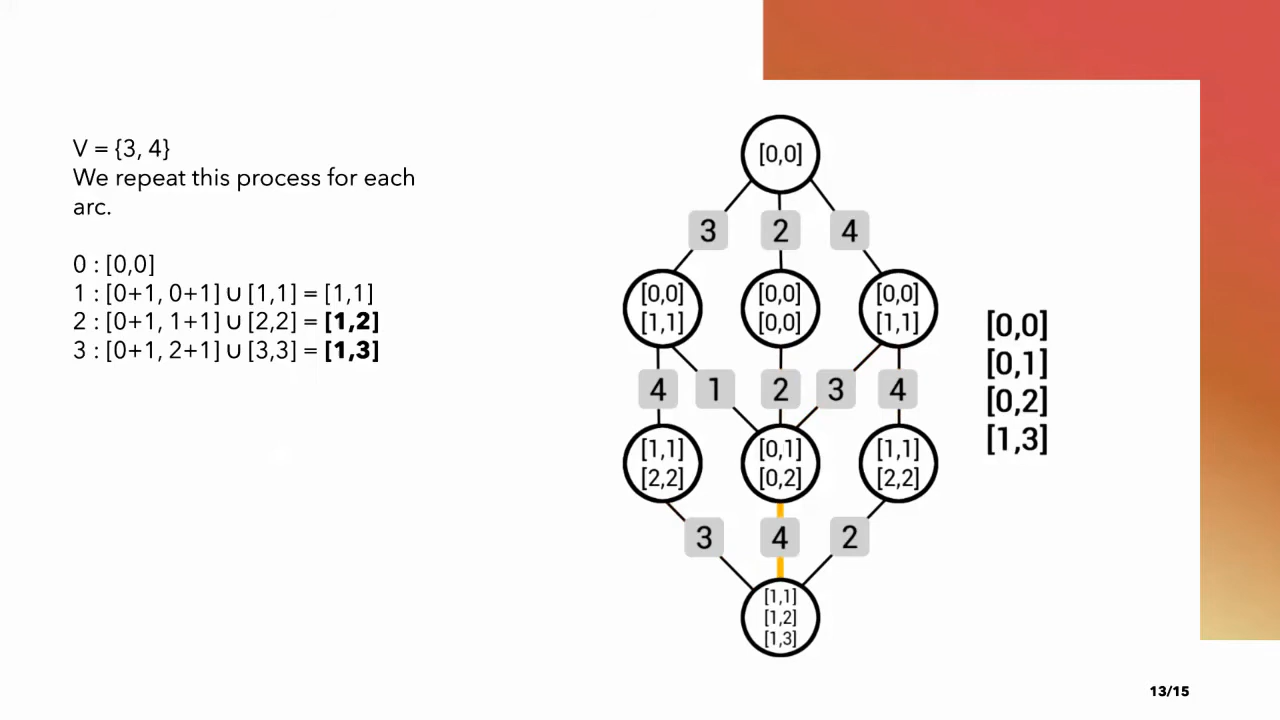 V = {3, 4}
We repeat this process for each
arc.
0 : [0,0]
1 : [0+1, 0+1] ∪ [1,1] = [1,1]
2 : [0+1, 1+1] ∪ [2,2] = [1,2]
3 : [0+1, 2+1] ∪ [3,3] = [1,3]
[0,0]
3 2 4
[0,0] [0,0] [0,0]
[1,1] [0,0] [1,1]
4 1 2 3 4
[1,1] [0,1] [1,1]
[2,2] [0,2] [2,2]
3 4 2
[1,1]
[1,2]
[1,3]
[0,0]
[0,1]
[0,2]
[1,3]
13/15